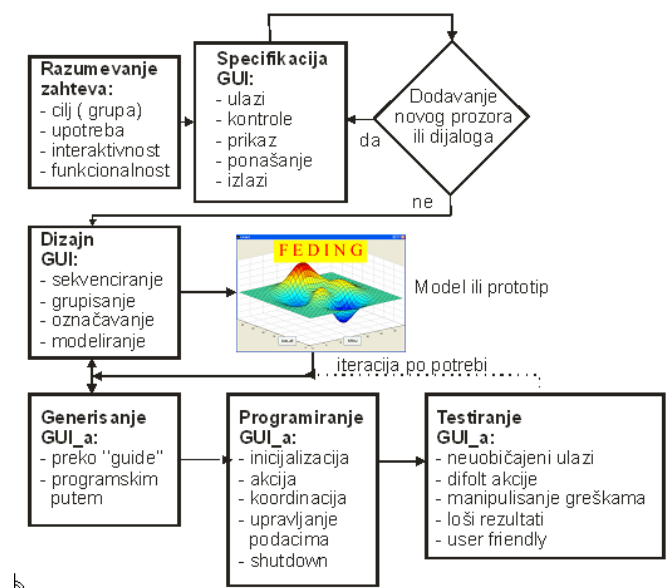 Razumevanje
zahteva:
- cilj ( grupa)
- upotreba
- interaktivnost
- funkcionalnost
Specifikacija
GUI:
- ulazi
- kontrole
- prikaz
- ponašanje
- izlazi
Dodavanje
novog prozora
ili dijaloga
da
ne
Dizajn
GUI:
- sekvenciranje
- grupisanje
- označavanje
- modeliranje
FEDING
Model ili prototip
iteracija po potrebi
Generisanje
GUI_a:
- preko "guide"
- programskim
putem
Programiranje
GUI_a:
- inicijalizacija
- akcija
- koordinacija
- upravljanje
podacima
- shutdown
Testiranje
GUI_a:
- neuobičajeni ulazi
- difolt akcije
- manipulisanje greškama
- loši rezultati
- user friendly